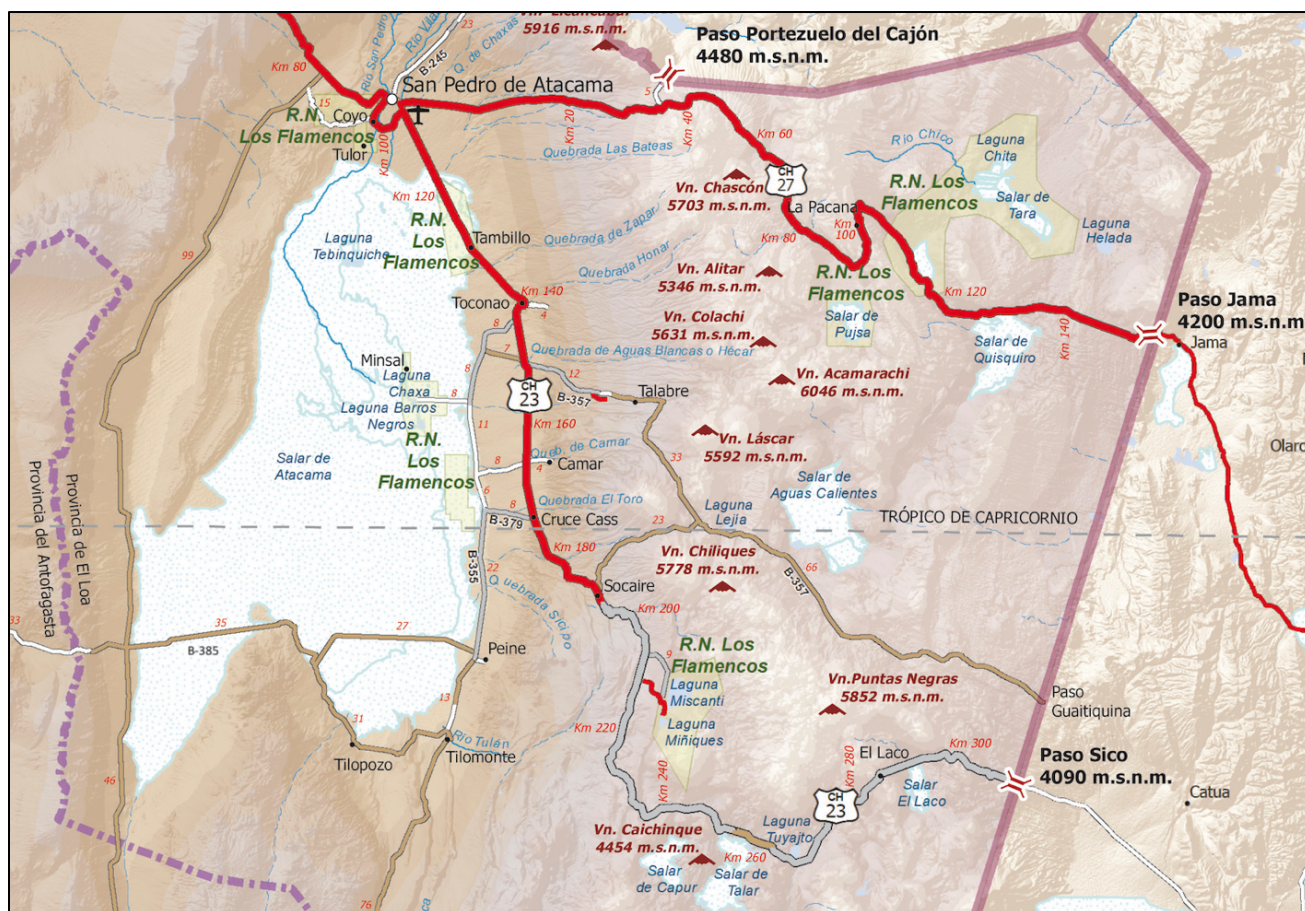 5916 m.s.n.m.
Paso Portezuelo del Cajón
4480 m.s.n.m.
23
Q. de Chaxas
Río San Pedro
B-245
Km 80
San Pedro de Atacama
5
15
R.N.
Los Flamencos
Coyo
Tulor
Km 100
Km 20
Km 40
Km 60
Quebrada Las Bateas
Río Chico
Laguna
Chita
Salar de
Tara
Vn. Chascón
5703 m.s.n.m.
CH
27
R.N. Los
Flamencos
La Pacana
Km
100
Km 80
Laguna
Helada
Km 120
R.N.
Los
Flamencos
Tambillo
Quebrada de Zapar
Quebrada Honar
Laguna
Tebinquiche
99
Vn. Alitar
5346 m.s.n.m.
R.N. Los
Flamencos
Salar de
Pujsa
Km 120
Km 140
Salar de
Quisquiro
Paso Jama
4200 m.s.n.m.
Jama
Km 140
Toconao
4
8
Vn. Colachi
5631 m.s.n.m.
Quebrada de Aguas Blancas o Hécar
7
12
Minsal
Laguna
Chaxa
Laguna Barros
Negros
8
8
CH
23
B-357
Talabre
Vn. Acamarachi
6046 m.s.n.m.
11
Km 160
Vn. Láscar
5592 m.s.n.m.
R.N.
Los
Flamencos
Salar de
Atacama
Queb. de Camar
8
4
Camar
33
Salar de
Aguas Calientes
Olaro
6
8
Quebrada El Toro
B-379
Cruce Cass
Laguna
Lejía
23
TRÓPICO DE CAPRICORNIO
Provincia de El Loa
Provincia del Antofagasta
Km 180
Vn. Chiliques
5778 m.s.n.m.
66
B-357
B-355
22
Quebrada Sicipo
Socaire
Km 200
33
35
B-385
27
Peine
9
R.N. Los
Flamencos
Laguna
Miscanti
Laguna
Miñiques
Vn.Puntas Negras
5852 m.s.n.m.
Paso
Guaitiquina
13
31
Km 220
Río Tulán
Tilopozo
Tilomonte
46
Km 240
Km 280
El Laco
Km 300
Paso Sico
4090 m.s.n.m.
Salar
El Laco
Catua
CH
23
Laguna
Tuyajto
Vn. Caichinque
4454 m.s.n.m.
Km 260
Salar
de Capur
Salar de
Talar
76
ca